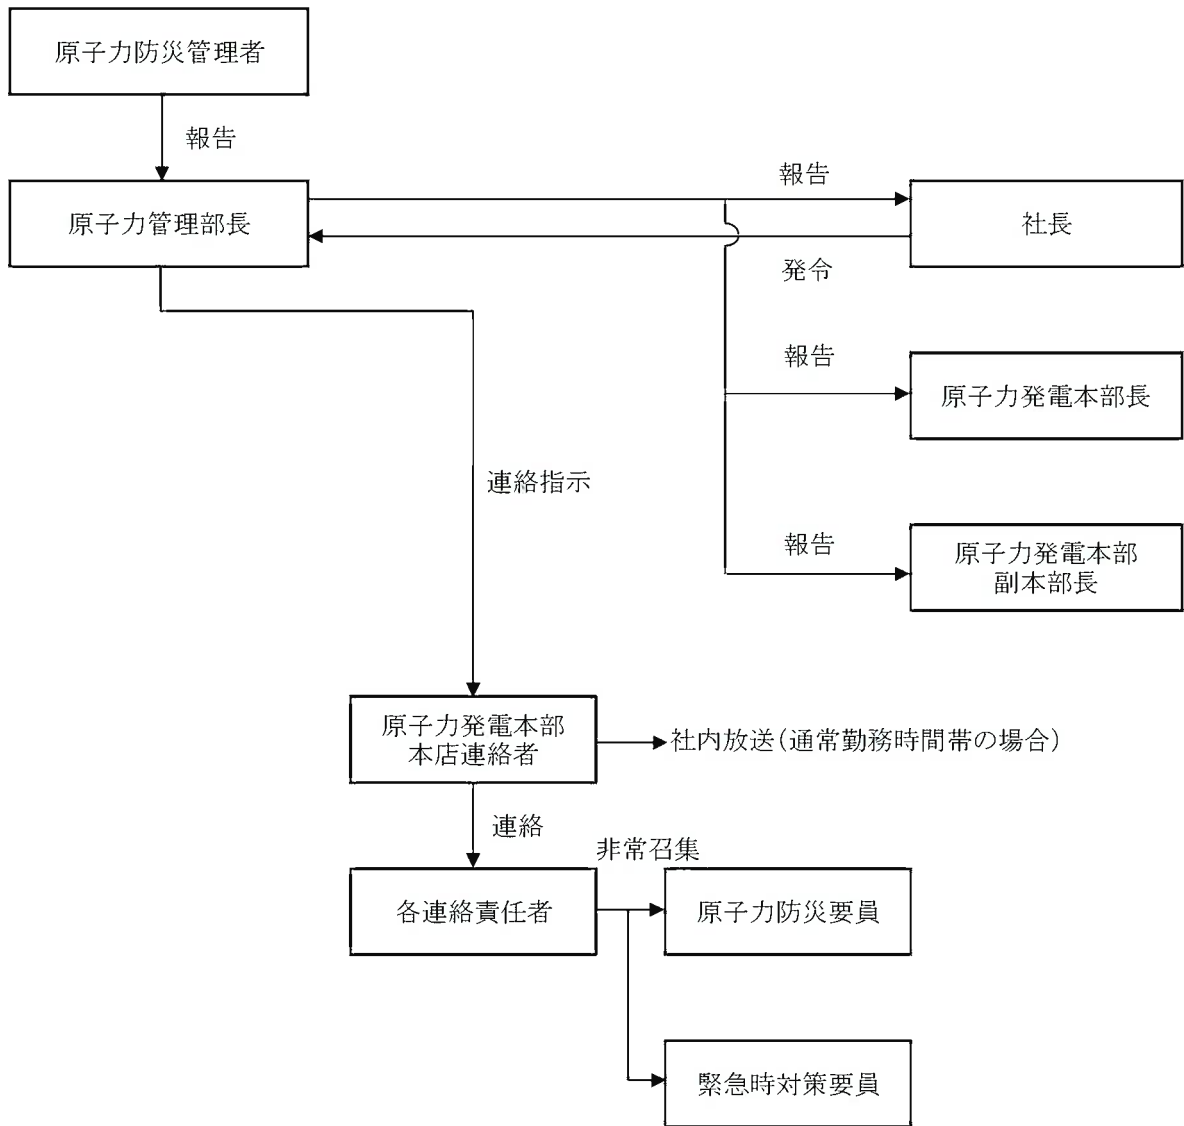 原子力防災管理者
報告
報告
原子力管理部長
社長
発令
報告
原子力発電本部長
連絡指示
報告
原子力発電本部
副本部長
原子力発電本部
本店連絡者
社内放送(通常勤務時間帯の場合)
連絡
非常召集
各連絡責任者
原子力防災要員
緊急時対策要員